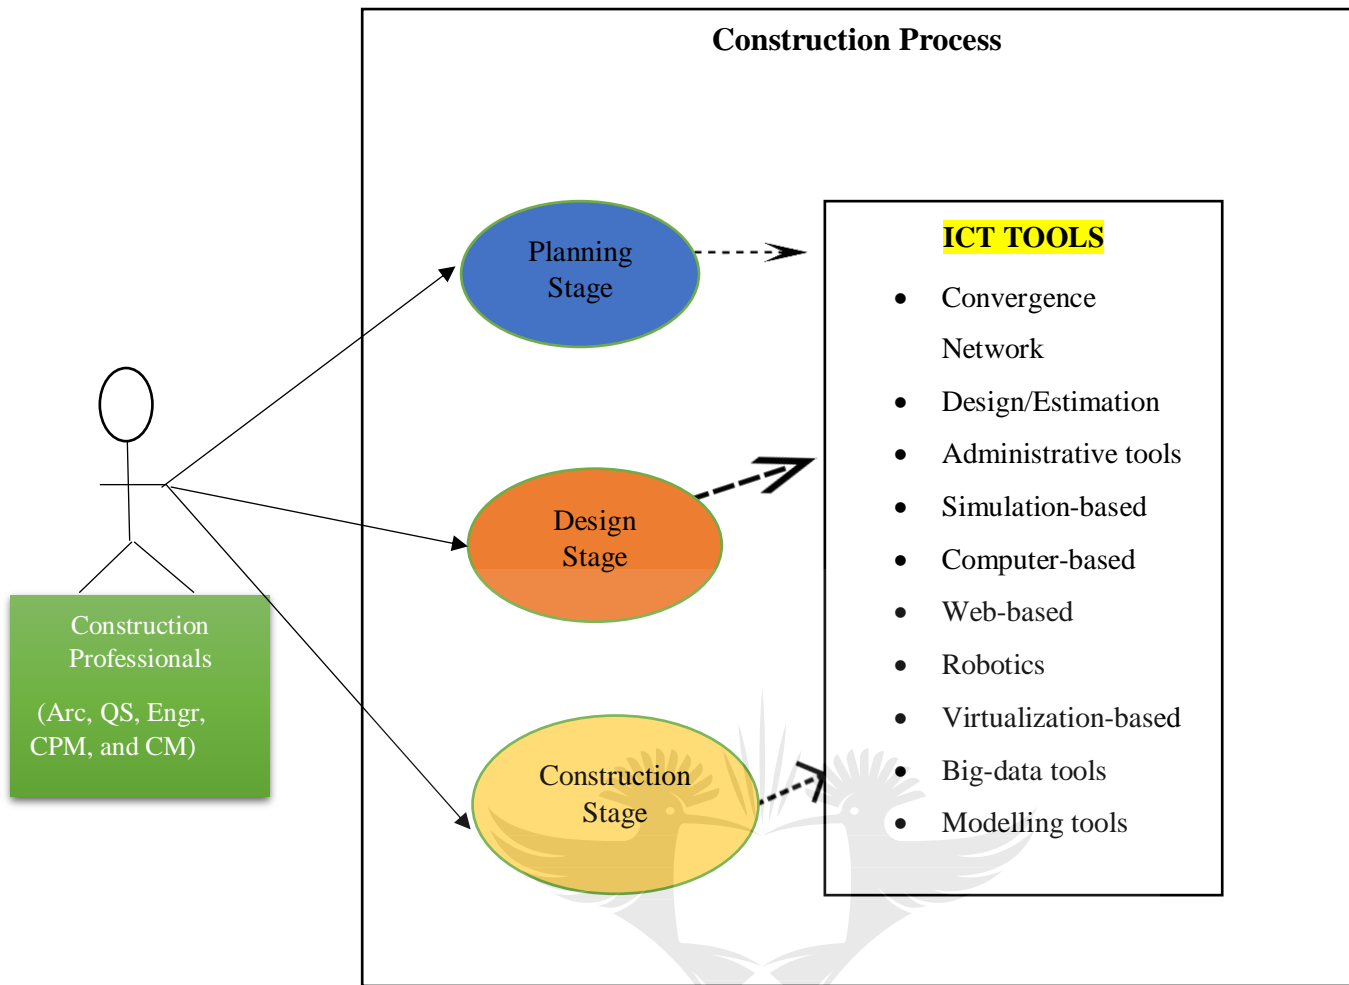 Construction Process
Planning
Stage
Design
Stage
Construction
Stage
Construction
Professionals
(Arc, QS, Engr,
CPM, and CM)
ICT TOOLS
• Convergence
Network
• Design/Estimation
• Administrative tools
• Simulation-based
• Computer-based
• Web-based
• Robotics
• Virtualization-based
• Big-data tools
• Modelling tools